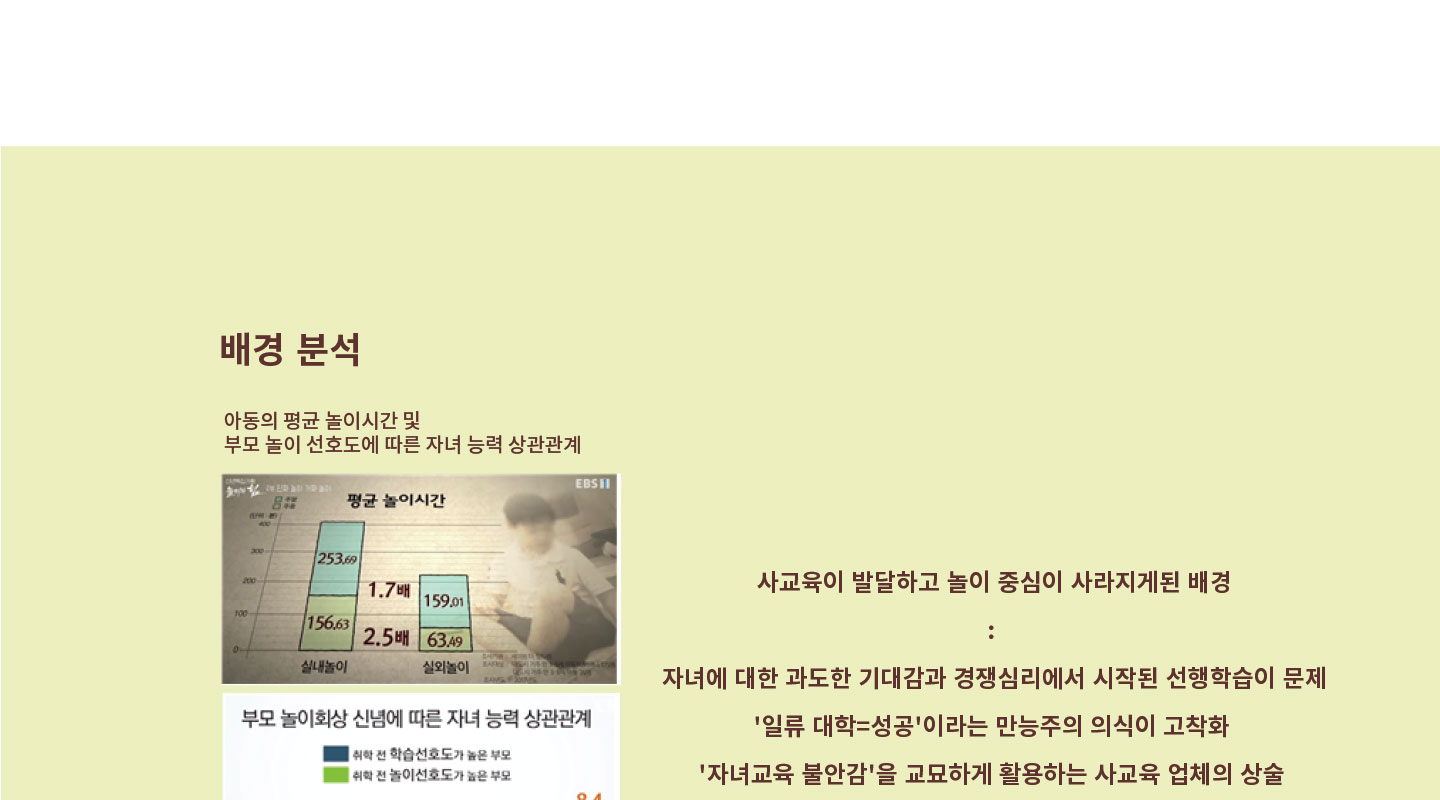 배경 분석
아동의 평균 놀이시간 및
부모 놀이 선호도에 따른 자녀 능력 상관관계
EBS
평균 놀이시간
400
300
253.69
200
1.7배
159.01
100
156.63
2.5배
63.49
0
실내놀이 실외놀이
부모 놀이회상 신념에 따른 자녀 능력 상관관계
취학 전 학습선호도가 높은 부모
취학 전 놀이선호도가 높은 부모
8.4
사교육이 발달하고 놀이 중심이 사라지게된 배경
:
자녀에 대한 과도한 기대감과 경쟁심리에서 시작된 선행학습이 문제
'일류 대학=성공'이라는 만능주의 의식이 고착화
'자녀교육 불안감'을 교묘하게 활용하는 사교육 업체의 상술